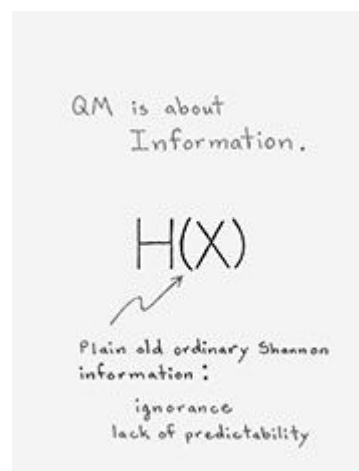 QM is about
Information.
H(X)
Plain old ordinary Shannon
information:
ignorance
lack of predictability